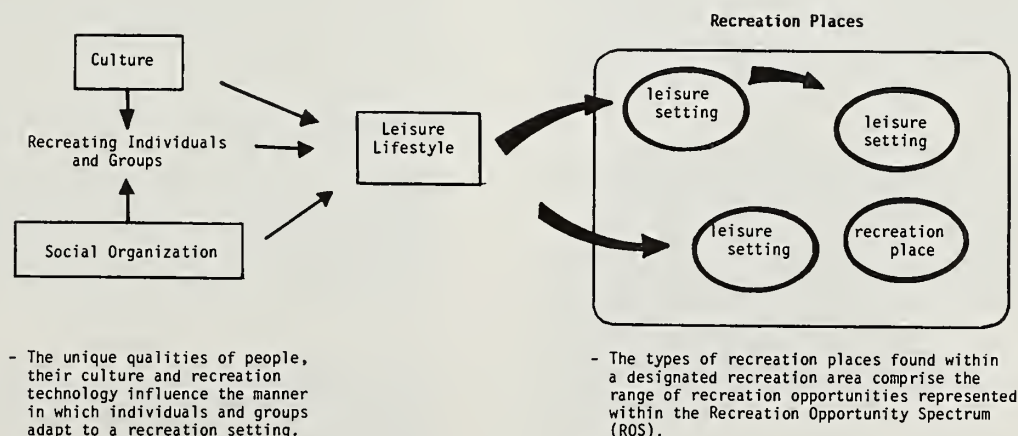 Recreation Places
Culture
Recreating Individuals
and Groups
Social Organization
Leisure
Lifestyle
leisure
setting
leisure
setting
leisure
setting
recreation
place
- The unique qualities of people,
their culture and recreation
technology influence the manner
in which individuals and groups
adapt to a recreation setting.
- The types of recreation places found within
a designated recreation area comprise the
range of recreation opportunities represented
within the Recreation Opportunity Spectrum
(ROS).